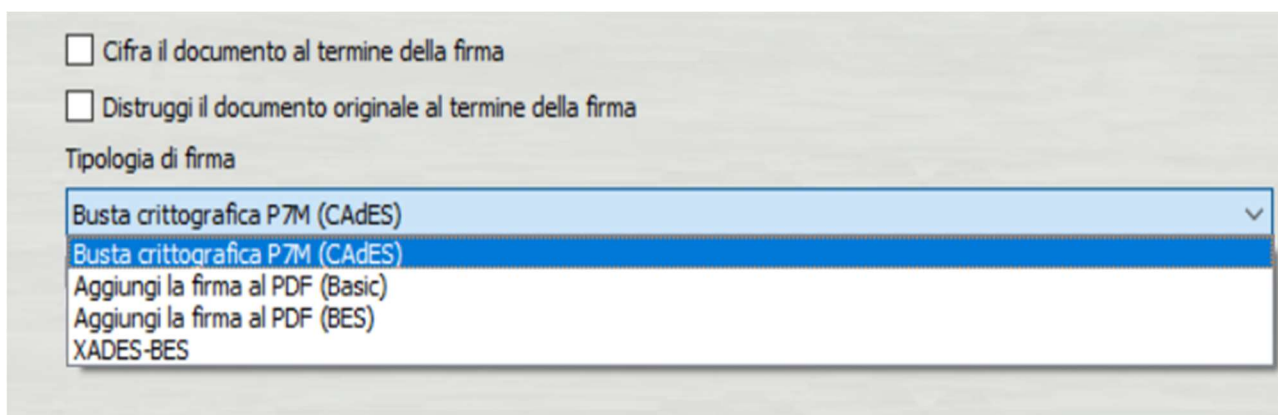 Cifra il documento al termine della firma
Distruggi il documento originale al termine della firma
Tipologia di firma
Busta crittografica P7M (CAdES)
Busta crittografica P7M (CAdES)
Aggiungi la firma al PDF (Basic)
Aggiungi la firma al PDF (BES)
XADES-BES